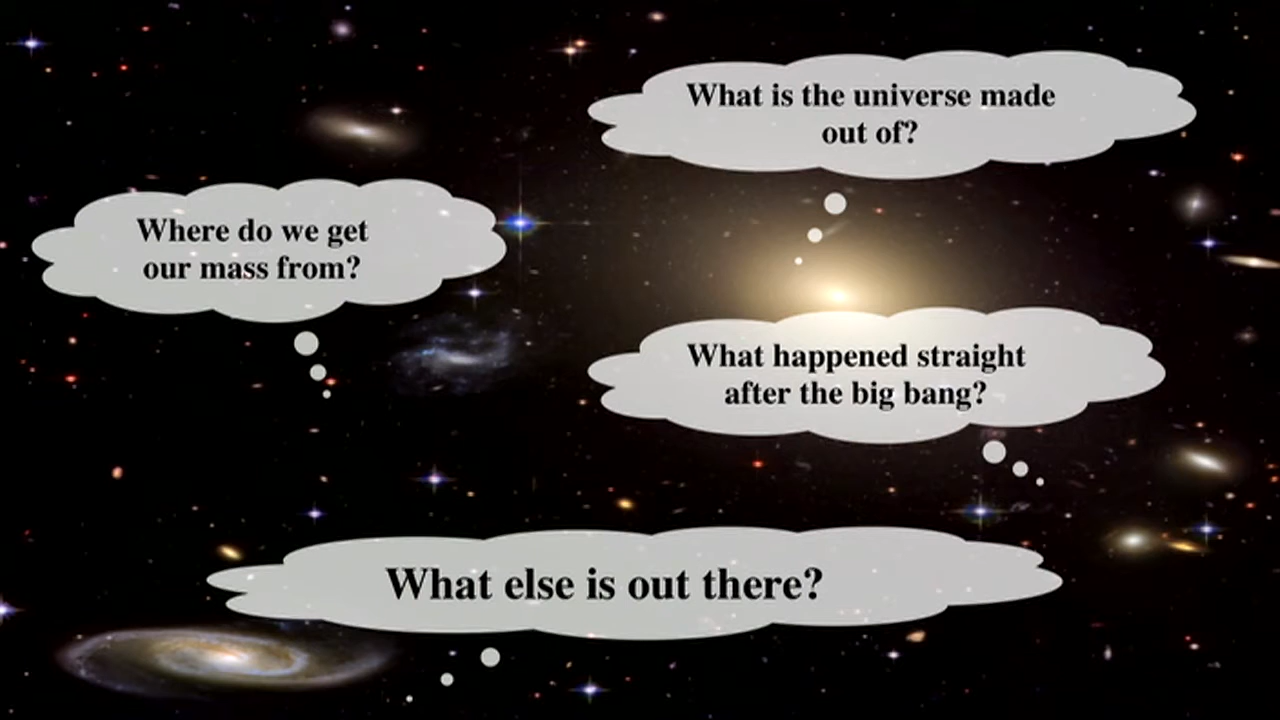 What is the universe made
out of?
Where do we get
our mass from?
What happened straight
after the big bang?
What else is out there?